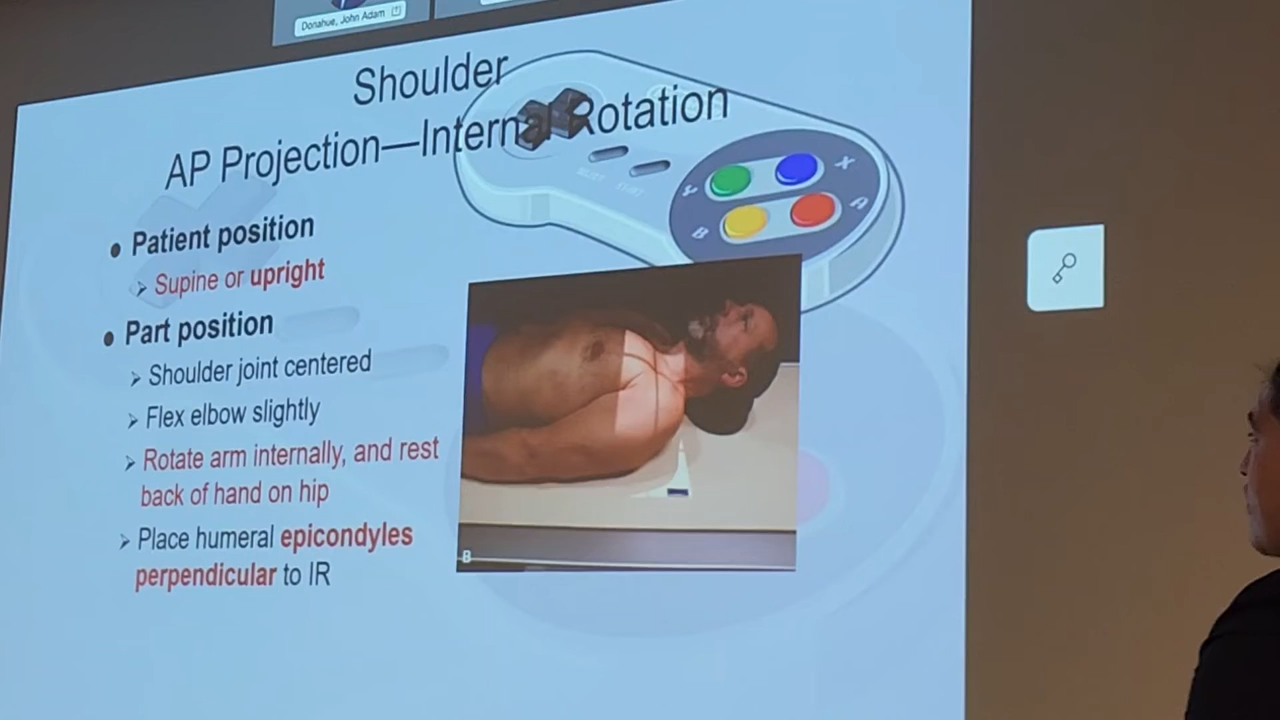 Donahue, John Adam
Shoulder
AP Projection—Internal Rotation
Y
X
B
A
• Patient position
➢ Supine or upright
• Part position
➢ Shoulder joint centered
➢ Flex elbow slightly
➢ Rotate arm internally, and rest
back of hand on hip
➢ Place humeral epicondyles
perpendicular to IR
B